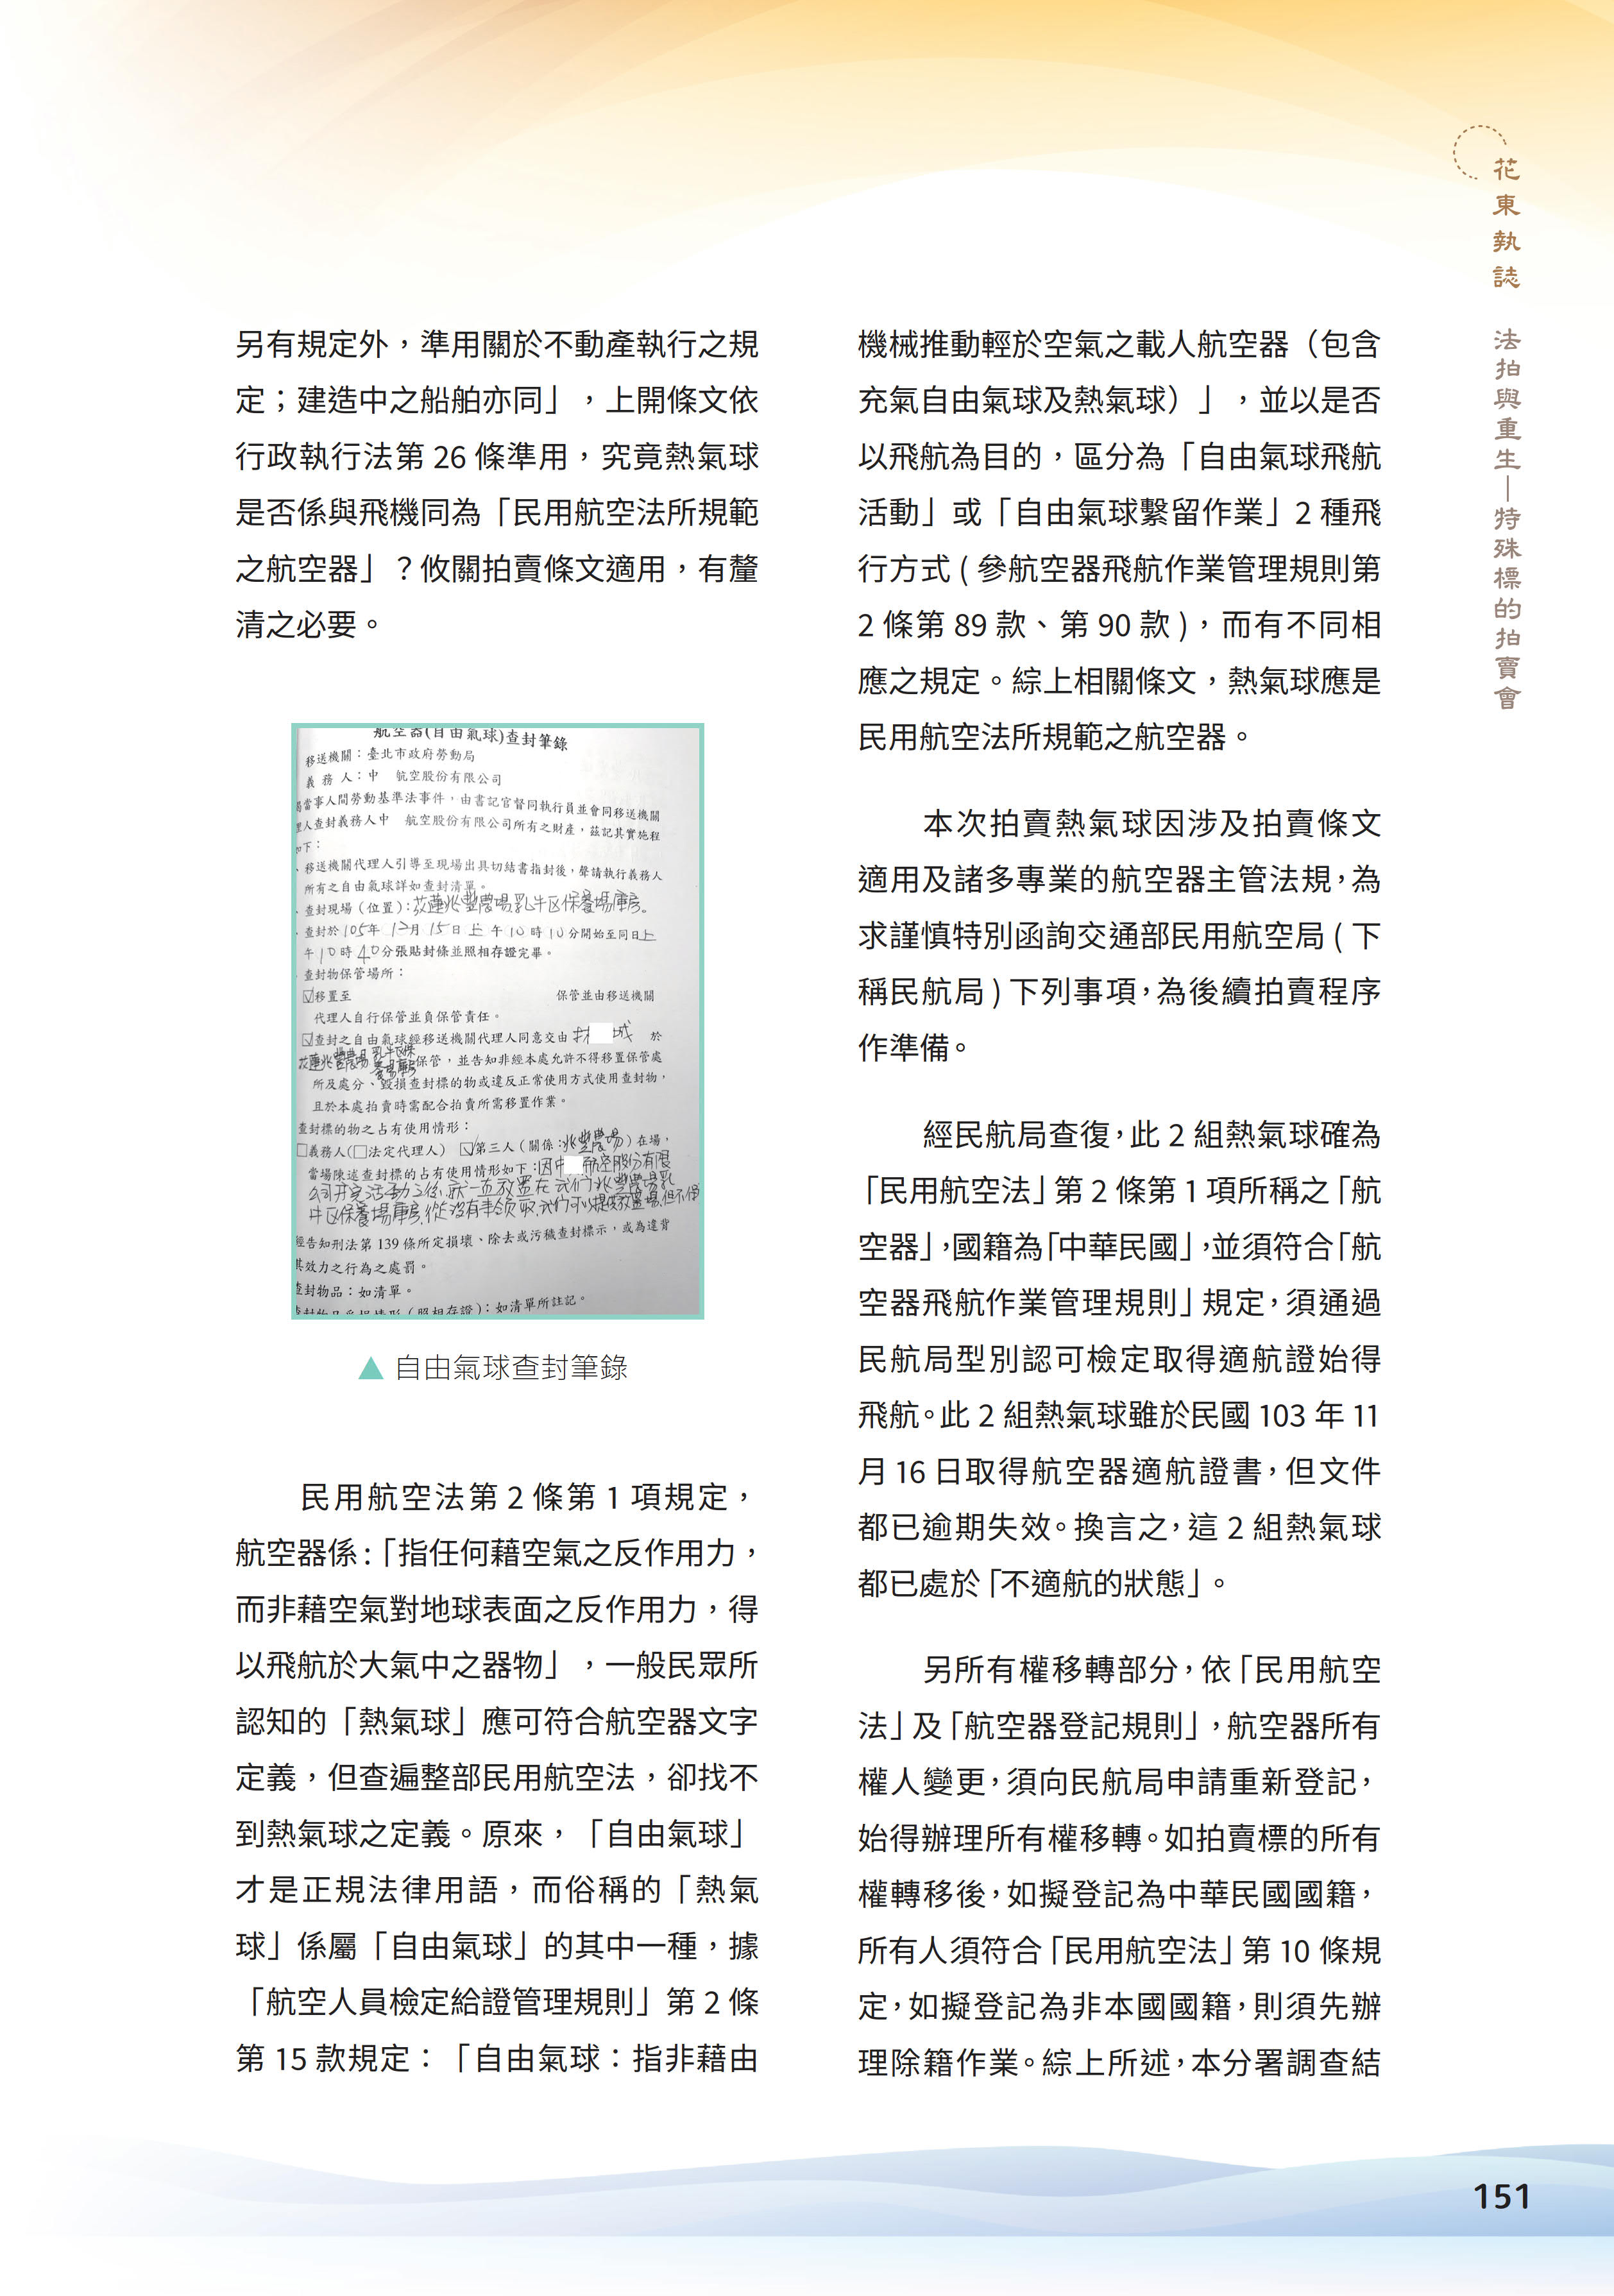 花東執誌 法拍與重生—特殊標的拍賣會
另有規定外，準用關於不動產執行之規
定；建造中之船舶亦同」，上開條文依
行政執行法第 26 條準用，究竟熱氣球
是否係與飛機同為「民用航空法所規範
之航空器」？攸關拍賣條文適用，有釐
清之必要。
航空器(自由氣球)查封筆錄
移送機關：臺北市政府勞動局
義 務 人：中 航空股份有限公司
當事人間勞動基準法事件，由書記官督同執行員並會同移送機關
理人查封義務人中 航空股份有限公司所有之財產，茲記其實施程
如下：
、移送機關代理人引導至現場出具切結書指封後，聲請執行義務人
所有之自由氣球詳如查封清單。
查封現場（位置）：花蓮兆豐農場乳牛區保養場庫房。
查封於105年 12月 15日 上 午 10 時 10 分開始至同日上
午 10 時 40分張貼封條並照相存證完畢。
查封物保管場所：
☑移置至 保管並由移送機關
代理人自行保管並負保管責任。
☑查封之自由氣球經移送機關代理人同意交由 林 城 於
花蓮兆豐農場乳牛區保養場庫房保管，並告知非經本處允許不得移置保管處
所及處分、毀損查封標的物或違反正常使用方式使用查封物，
且於本處拍賣時需配合拍賣所需移置作業。
查封標的物之占有使用情形：
□義務人(□法定代理人) ☑第三人（關係：兆豐農場）在場，
當場陳述查封標的占有使用情形如下：因中 航空股份有限
公司開完活動後,就一直放置在我們兆豐農場乳
牛區保養場庫房,從沒有來領取,我們可以提供放置場,但不保
經告知刑法第 139 條所定損壞、除去或污穢查封標示，或為違背
其效力之行為之處罰。
查封物品：如清單。
查封物品受損情形（照相存證）：如清單所註記。
▲ 自由氣球查封筆錄
民用航空法第 2 條第 1 項規定，
航空器係：「指任何藉空氣之反作用力，
而非藉空氣對地球表面之反作用力，得
以飛航於大氣中之器物」，一般民眾所
認知的「熱氣球」應可符合航空器文字
定義，但查遍整部民用航空法，卻找不
到熱氣球之定義。原來，「自由氣球」
才是正規法律用語，而俗稱的「熱氣
球」係屬「自由氣球」的其中一種，據
「航空人員檢定給證管理規則」第 2 條
第 15 款規定：「自由氣球：指非藉由
機械推動輕於空氣之載人航空器（包含
充氣自由氣球及熱氣球）」，並以是否
以飛航為目的，區分為「自由氣球飛航
活動」或「自由氣球繫留作業」2 種飛
行方式 ( 參航空器飛航作業管理規則第
2 條第 89 款、第 90 款 )，而有不同相
應之規定。綜上相關條文，熱氣球應是
民用航空法所規範之航空器。
本次拍賣熱氣球因涉及拍賣條文
適用及諸多專業的航空器主管法規，為
求謹慎特別函詢交通部民用航空局 ( 下
稱民航局 ) 下列事項，為後續拍賣程序
作準備。
經民航局查復，此 2 組熱氣球確為
「民用航空法」第 2 條第 1 項所稱之「航
空器」，國籍為「中華民國」，並須符合「航
空器飛航作業管理規則」規定，須通過
民航局型別認可檢定取得適航證始得
飛航。此 2 組熱氣球雖於民國 103 年 11
月 16 日取得航空器適航證書，但文件
都已逾期失效。換言之，這 2 組熱氣球
都已處於「不適航的狀態」。
另所有權移轉部分，依「民用航空
法」及「航空器登記規則」，航空器所有
權人變更，須向民航局申請重新登記，
始得辦理所有權移轉。如拍賣標的所有
權轉移後，如擬登記為中華民國國籍，
所有人須符合「民用航空法」第 10 條規
定，如擬登記為非本國國籍，則須先辦
理除籍作業。綜上所述，本分署調查結
151